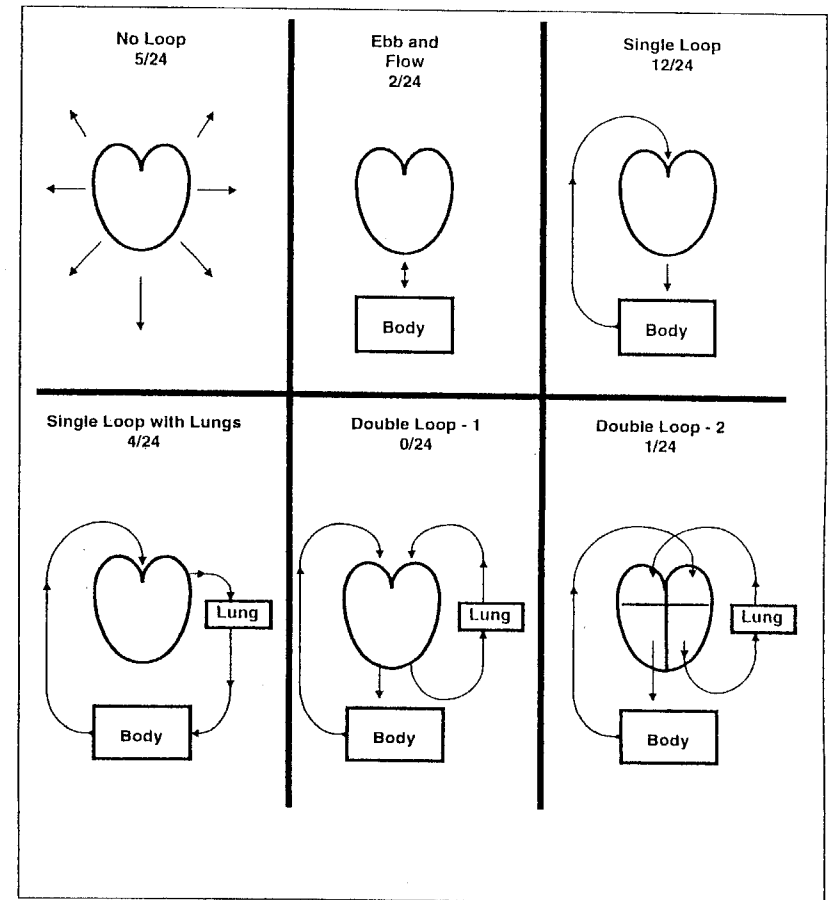 No Loop
5/24
Ebb and
Flow
2/24
Single Loop
12/24
Body
Body
Single Loop with Lungs
4/24
Double Loop - 1
0/24
Double Loop - 2
1/24
Lung
Lung
Lung
Body
Body
Body